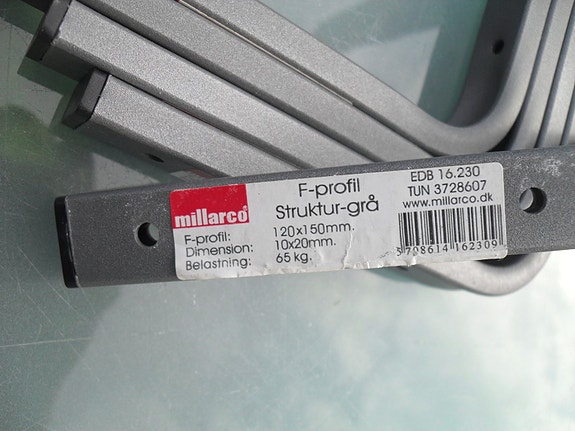 F-profil
Struktur-grå
EDB 16.230
TUN 3728607
www.millarco.dk
millarco
F-profil: 120x150mm.
Dimension: 10x20mm.
Belastning: 65 kg.
5708614 162309